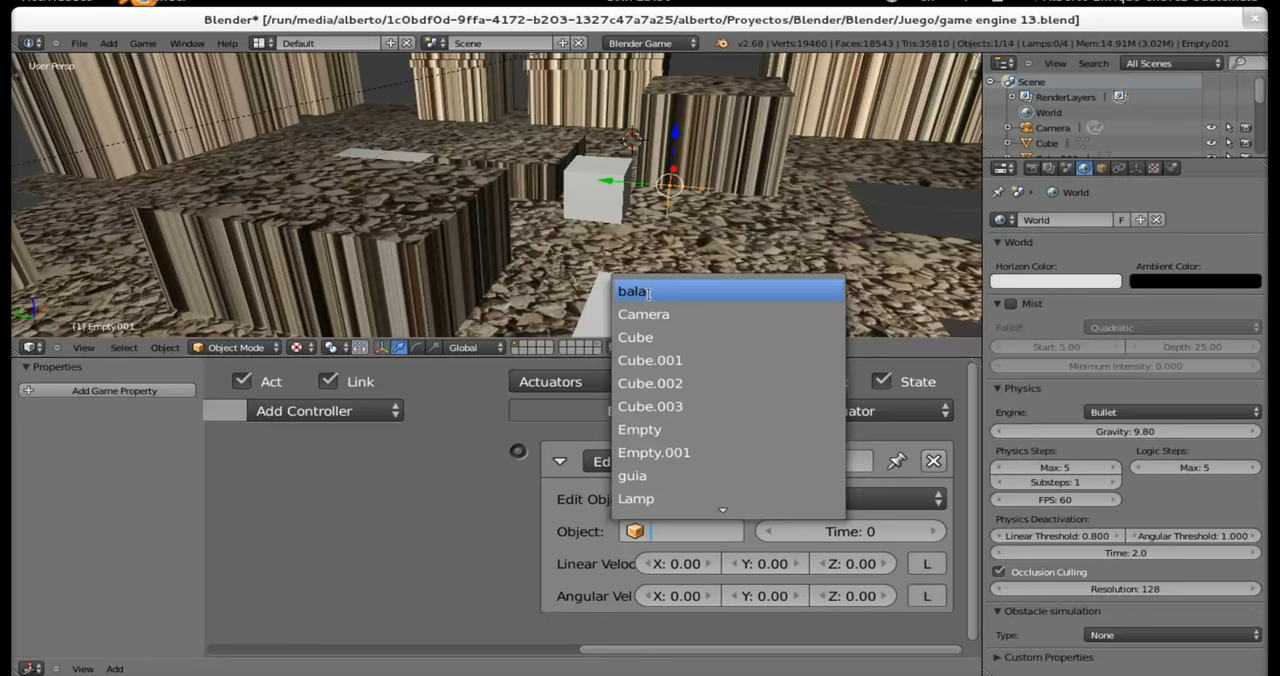 Blender* [/run/media/alberto/1c0bdf0d-9ffa-4172-b203-1327c47a7a25/alberto/Proyectos/Blender/Blender/Juego/game engine 13.blend]
File Add Game Window Help Default Scene Blender Game v2.68 | Verts:19460 | Faces:18543 | Tris:35810 | Objects:1/14 | Lamps:0/4 | Mem:14.91M (3.02M) | Empty.001
User Persp
View Search All Scenes
Scene
RenderLayers
World
Camera
Cube
World
World F
World
Horizon Color: Ambient Color:
Mist
Falloff: Quadratic
Start: 5.00 Depth: 25.00
Minimum Intensity: 0.000
Physics
Engine: Bullet
Gravity: 9.80
Physics Steps: Logic Steps:
Max: 5 Max: 5
Substeps: 1
FPS: 60
Physics Deactivation:
Linear Threshold: 0.800 Angular Threshold: 1.000
Time: 2.0
Occlusion Culling
Resolution: 128
Obstacle simulation
Type: None
Custom Properties
(1) Empty.001
View Select Object Object Mode Global
bala
Camera
Cube
Cube.001
Cube.002
Cube.003
Empty
Empty.001
guia
Lamp
Properties
Add Game Property
Act Link Actuators State
Add Controller
Edit Obj
Object: Time: 0
Linear Veloc X: 0.00 Y: 0.00 Z: 0.00 L
Angular Vel X: 0.00 Y: 0.00 Z: 0.00 L
View Add